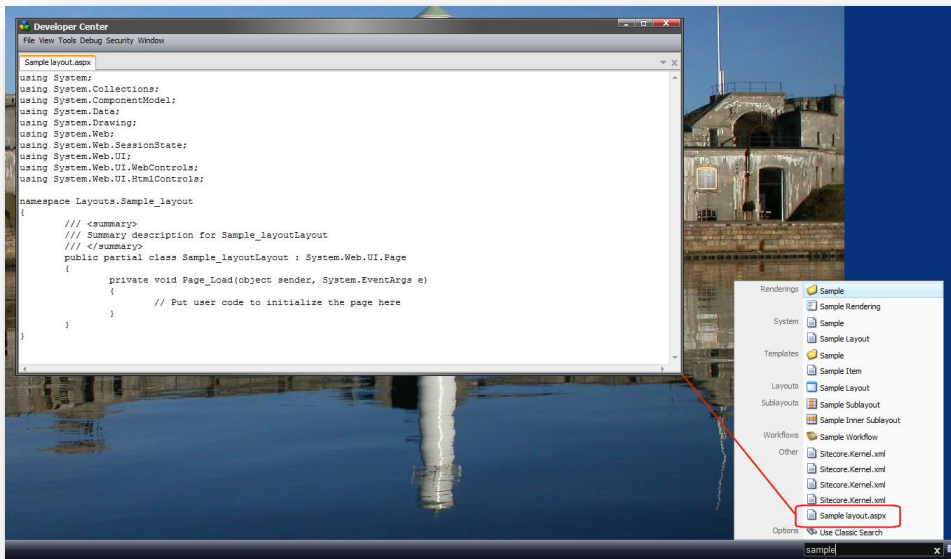 Developer Center
File View Tools Debug Security Window
Sample layout.aspx
using System;
using System.Collections;
using System.ComponentModel;
using System.Data;
using System.Drawing;
using System.Web;
using System.Web.SessionState;
using System.Web.UI;
using System.Web.UI.WebControls;
using System.Web.UI.HtmlControls;
namespace Layouts.Sample_layout
{
/// <summary>
/// Summary description for Sample_layoutLayout
/// </summary>
public partial class Sample_layoutLayout : System.Web.UI.Page
{
private void Page_Load(object sender, System.EventArgs e)
{
// Put user code to initialize the page here
}
}
}
Renderings Sample
Sample Rendering
System Sample
Sample Layout
Templates Sample
Sample Item
Layouts Sample Layout
Sublayouts Sample Sublayout
Sample Inner Sublayout
Workflows Sample Workflow
Other Sitecore.Kernel.xml
Sitecore.Kernel.xml
Sitecore.Kernel.xml
Sitecore.Kernel.xml
Sample layout.aspx
Options Use Classic Search
sample